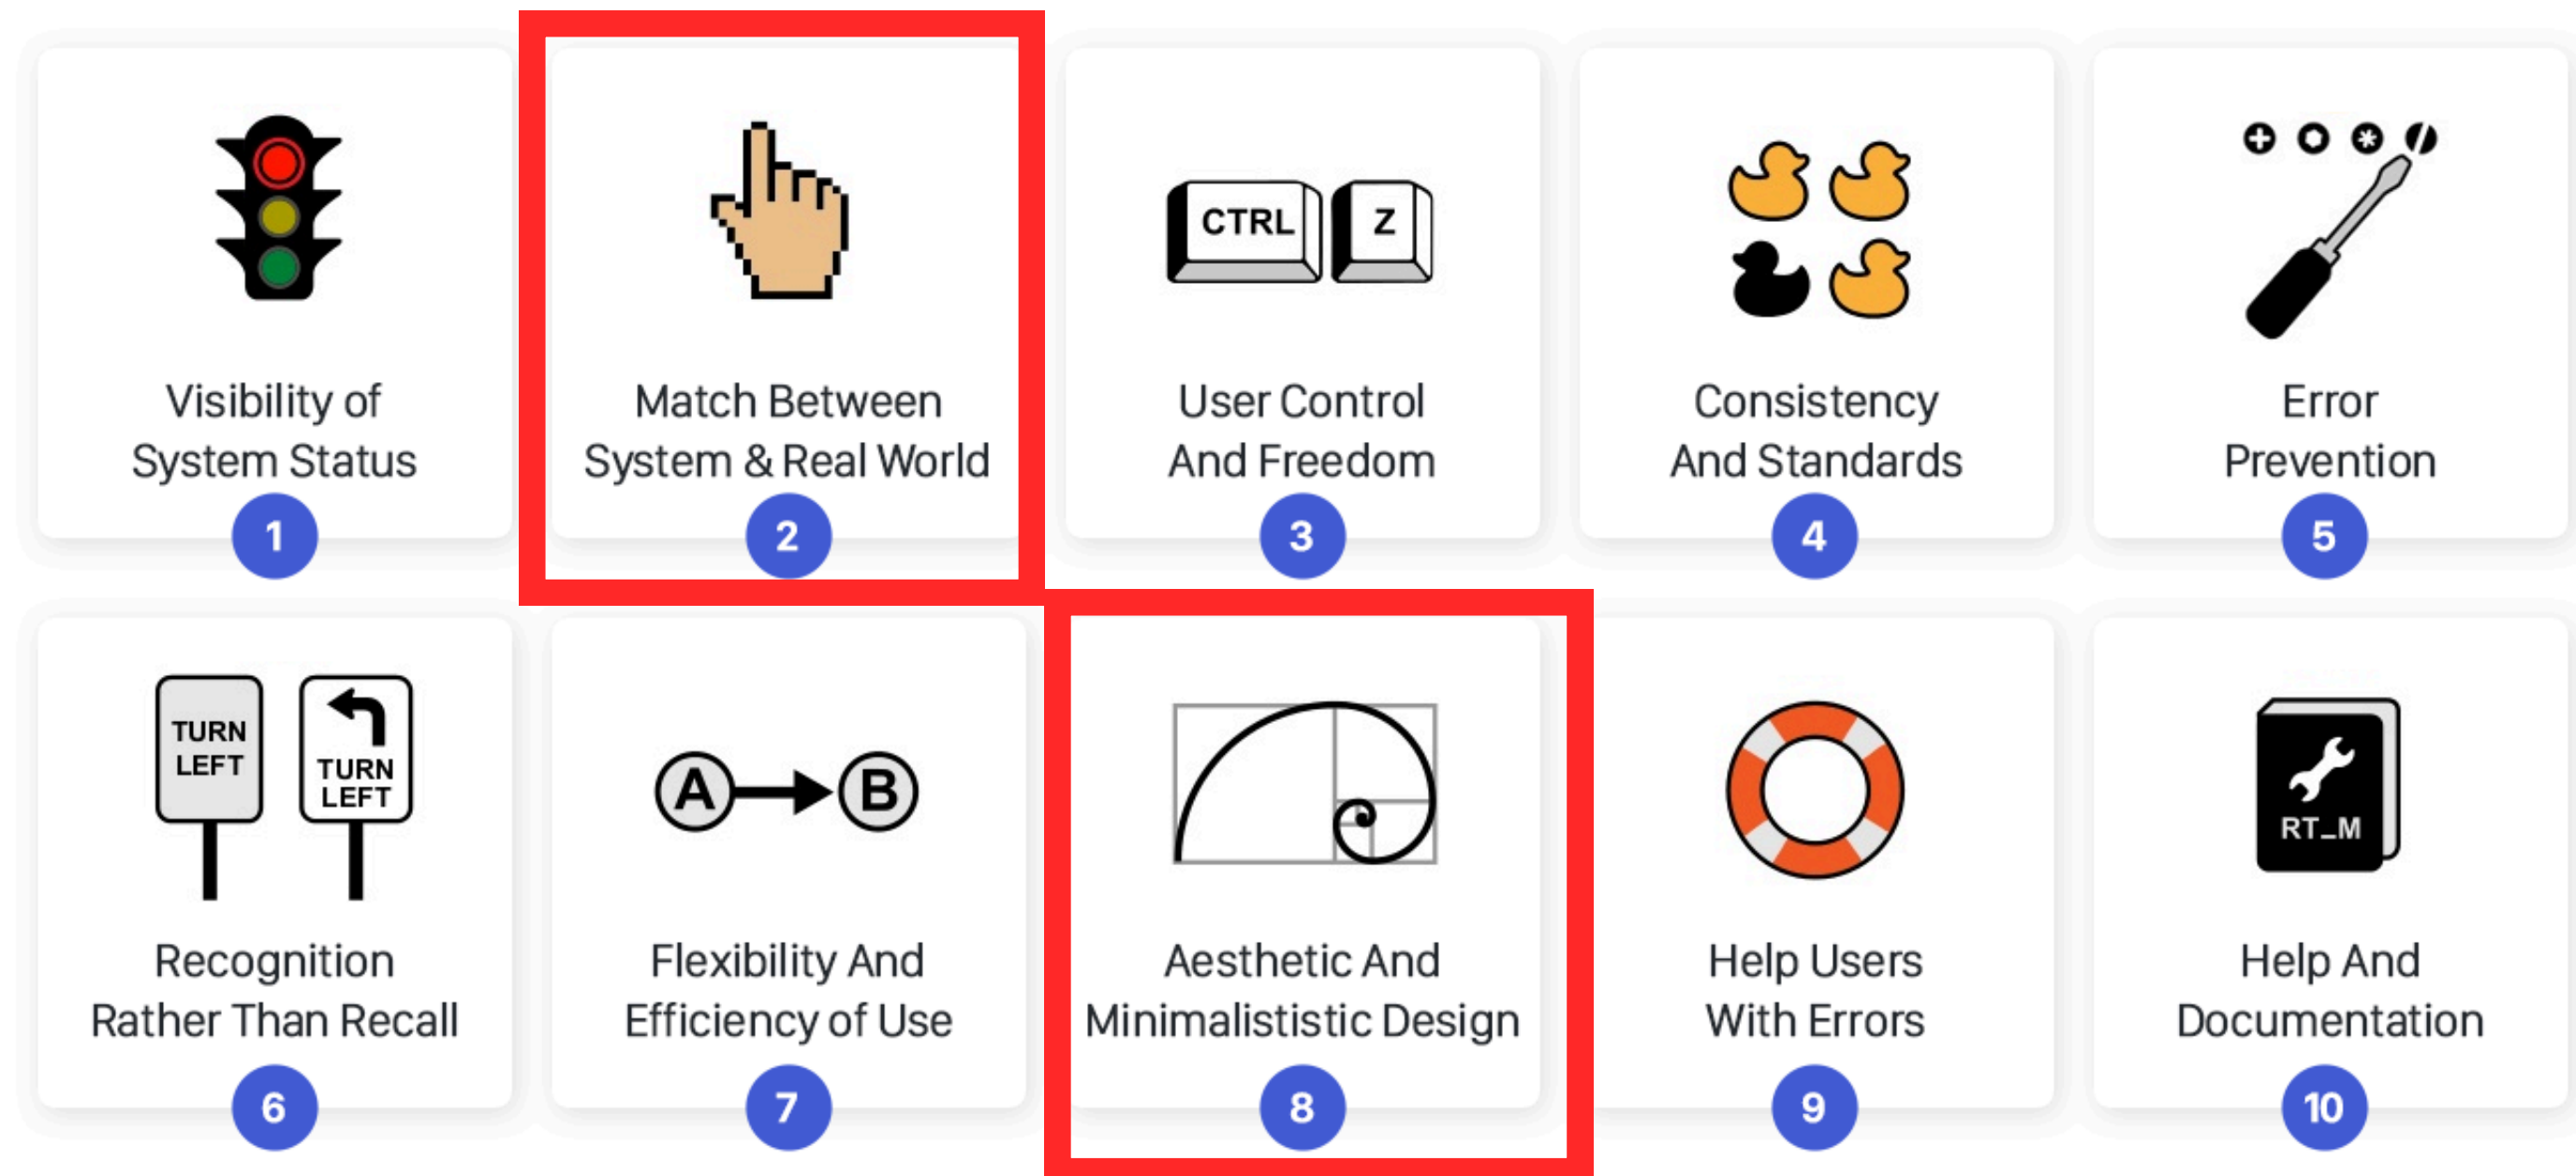 CTRL Z
Visibility of
System Status
1
Match Between
System & Real World
2
User Control
And Freedom
3
Consistency
And Standards
4
Error
Prevention
5
TURN
LEFT
TURN
LEFT
Recognition
Rather Than Recall
6
A B
Flexibility And
Efficiency of Use
7
Aesthetic And
Minimalististic Design
8
Help Users
With Errors
9
RT_M
Help And
Documentation
10